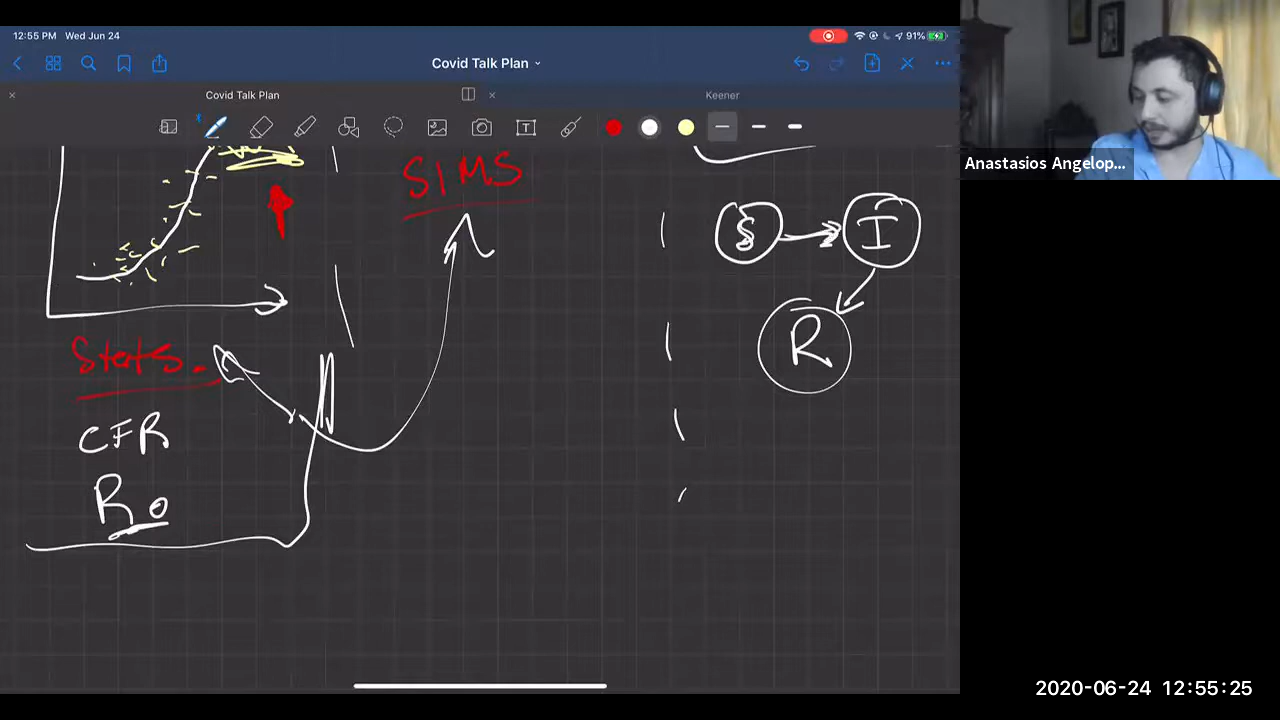 12:55 PM Wed Jun 24
91%
Covid Talk Plan
Covid Talk Plan
Keener
T
SIMS
S
I
R
Stats.
CFR
Ro
Anastasios Angelop...
2020-06-24 12:55:25